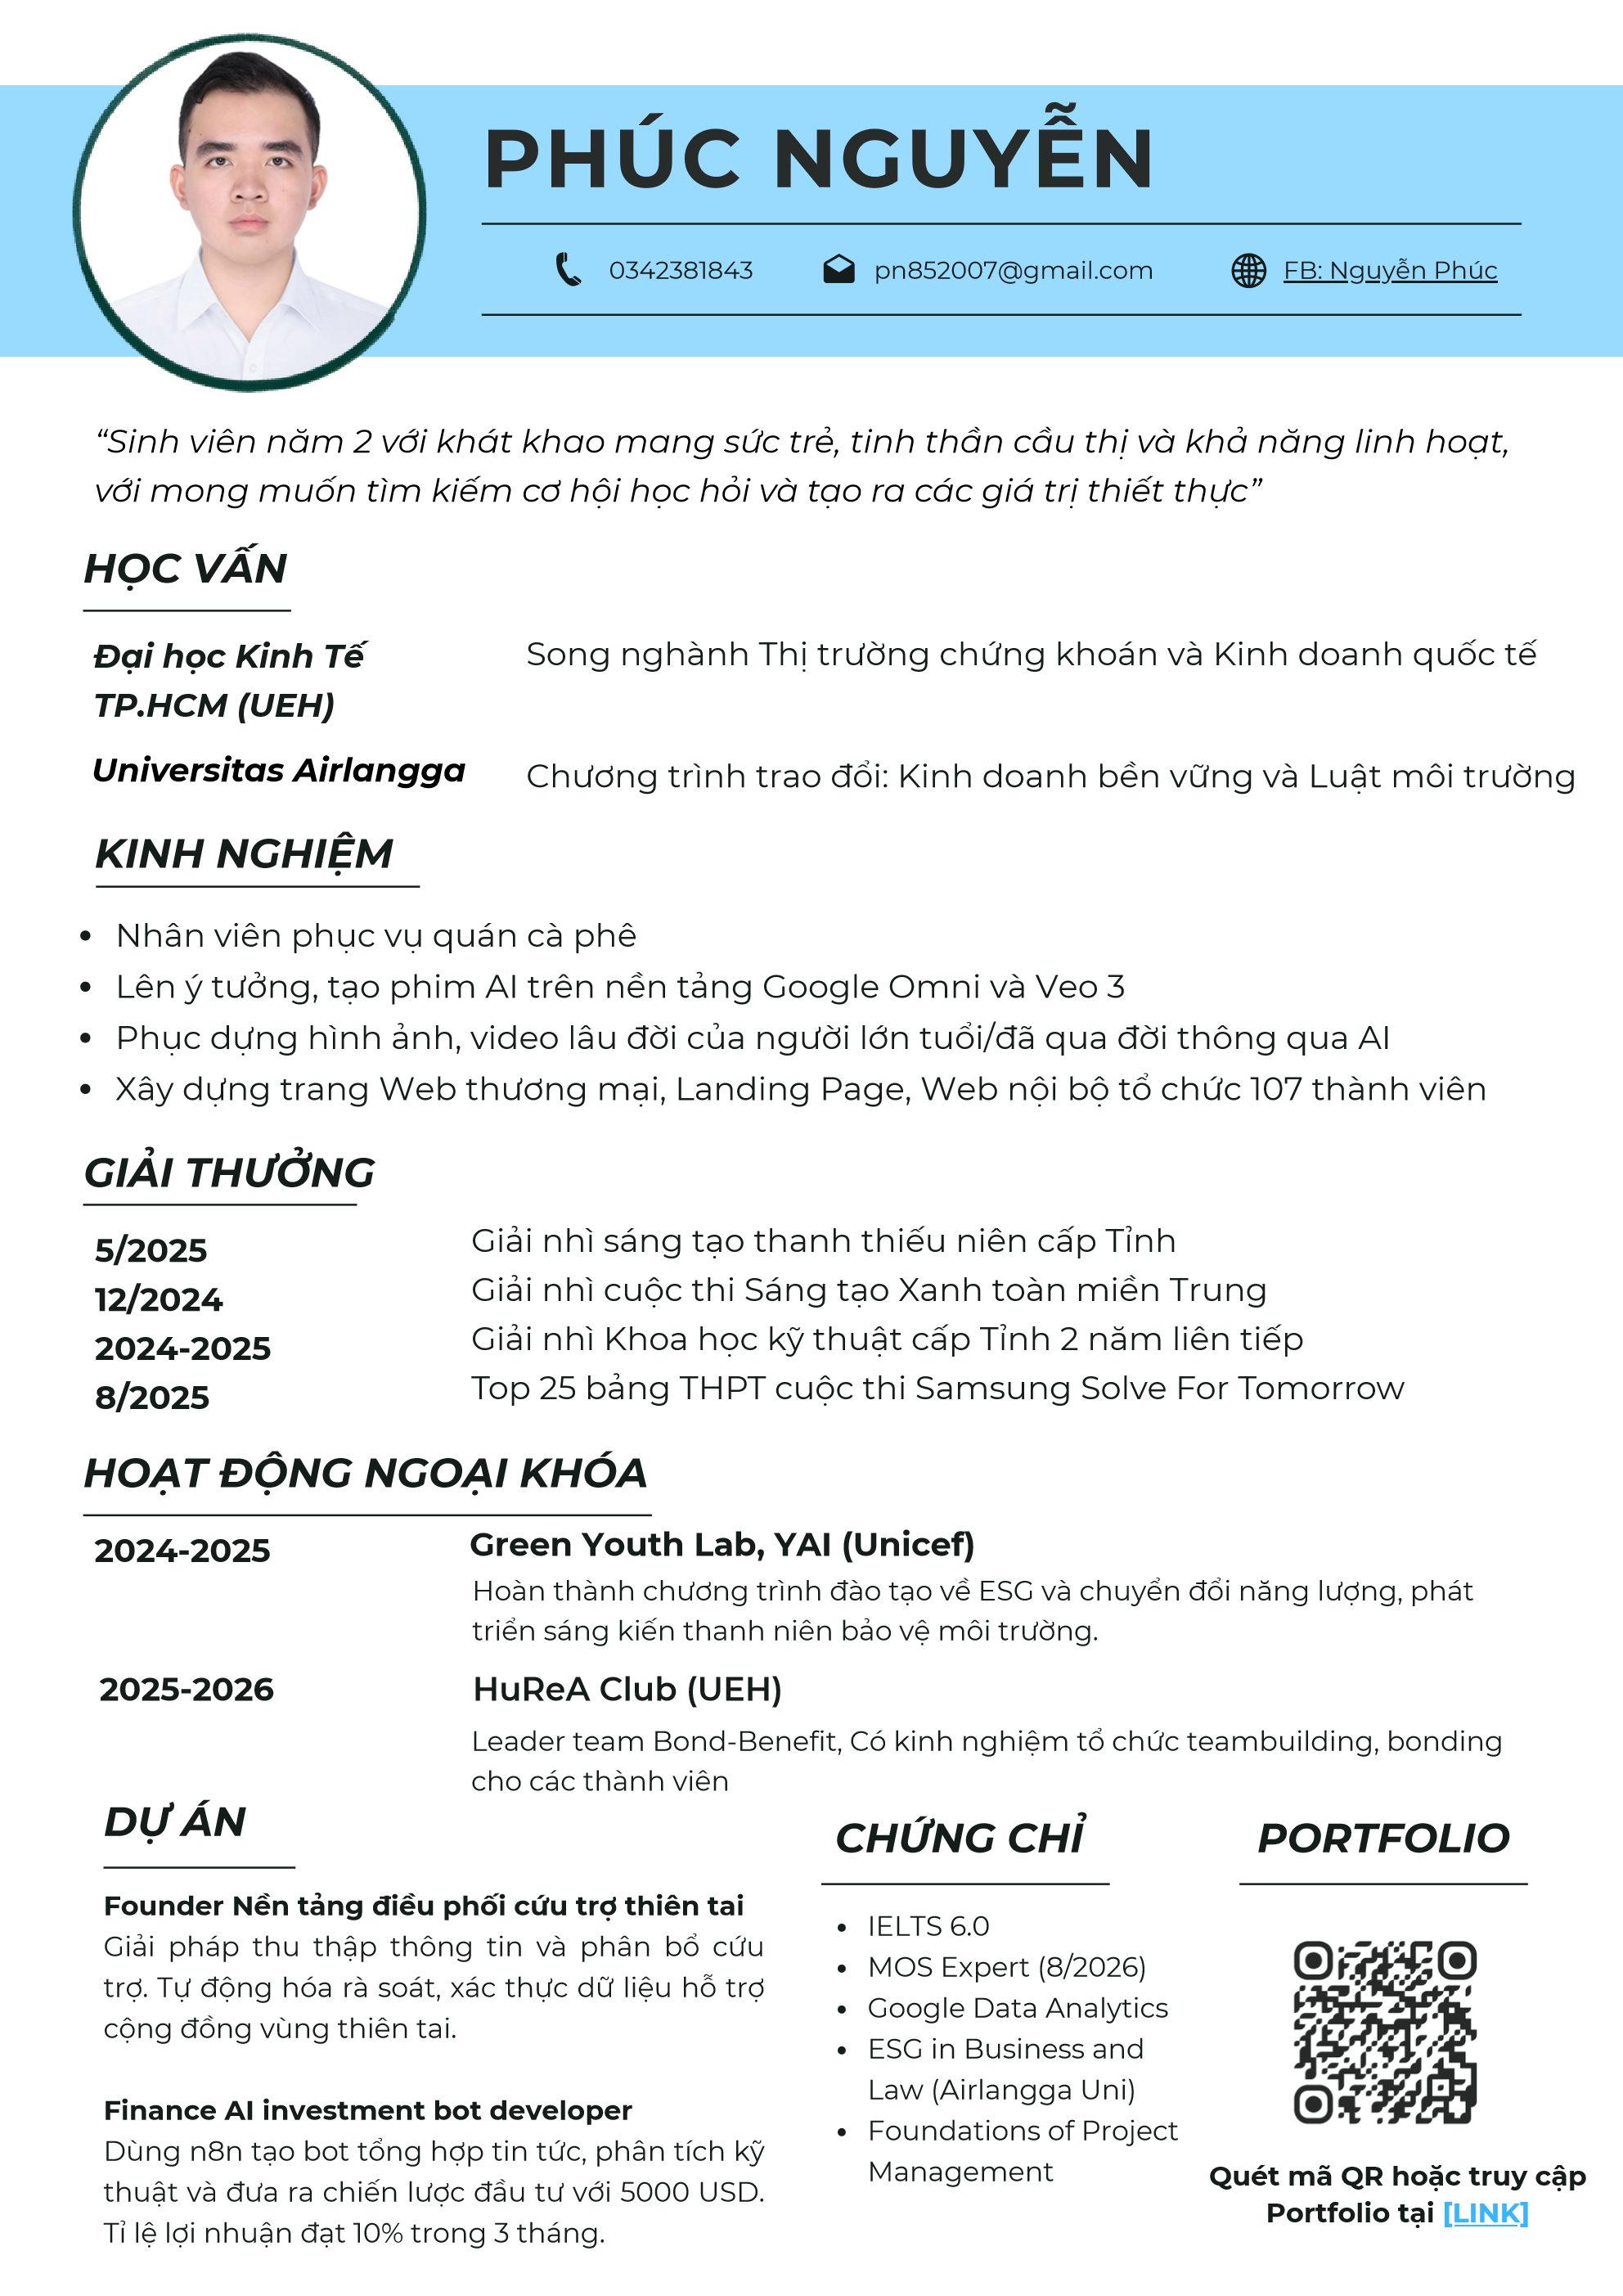 PHÚC NGUYỄN
0342381843
pn852007@gmail.com
FB: Nguyễn Phúc
“Sinh viên năm 2 với khát khao mang sức trẻ, tinh thần cầu thị và khả năng linh hoạt,
với mong muốn tìm kiếm cơ hội học hỏi và tạo ra các giá trị thiết thực”
HỌC VẤN
Đại học Kinh Tế
TP.HCM (UEH)
Song nghành Thị trường chứng khoán và Kinh doanh quốc tế
Universitas Airlangga
Chương trình trao đổi: Kinh doanh bền vững và Luật môi trường
KINH NGHIỆM
• Nhân viên phục vụ quán cà phê
• Lên ý tưởng, tạo phim AI trên nền tảng Google Omni và Veo 3
• Phục dựng hình ảnh, video lâu đời của người lớn tuổi/đã qua đời thông qua AI
• Xây dựng trang Web thương mại, Landing Page, Web nội bộ tổ chức 107 thành viên
GIẢI THƯỞNG
5/2025 Giải nhì sáng tạo thanh thiếu niên cấp Tỉnh
12/2024 Giải nhì cuộc thi Sáng tạo Xanh toàn miền Trung
2024-2025 Giải nhì Khoa học kỹ thuật cấp Tỉnh 2 năm liên tiếp
8/2025 Top 25 bảng THPT cuộc thi Samsung Solve For Tomorrow
HOẠT ĐỘNG NGOẠI KHÓA
2024-2025 Green Youth Lab, YAI (Unicef)
Hoàn thành chương trình đào tạo về ESG và chuyển đổi năng lượng, phát
triển sáng kiến thanh niên bảo vệ môi trường.
2025-2026 HuReA Club (UEH)
Leader team Bond-Benefit, Có kinh nghiệm tổ chức teambuilding, bonding
cho các thành viên
DỰ ÁN
Founder Nền tảng điều phối cứu trợ thiên tai
Giải pháp thu thập thông tin và phân bổ cứu
trợ. Tự động hóa rà soát, xác thực dữ liệu hỗ trợ
cộng đồng vùng thiên tai.
Finance AI investment bot developer
Dùng n8n tạo bot tổng hợp tin tức, phân tích kỹ
thuật và đưa ra chiến lược đầu tư với 5000 USD.
Tỉ lệ lợi nhuận đạt 10% trong 3 tháng.
CHỨNG CHỈ
• IELTS 6.0
• MOS Expert (8/2026)
• Google Data Analytics
• ESG in Business and
Law (Airlangga Uni)
• Foundations of Project
Management
PORTFOLIO
Quét mã QR hoặc truy cập
Portfolio tại [LINK]